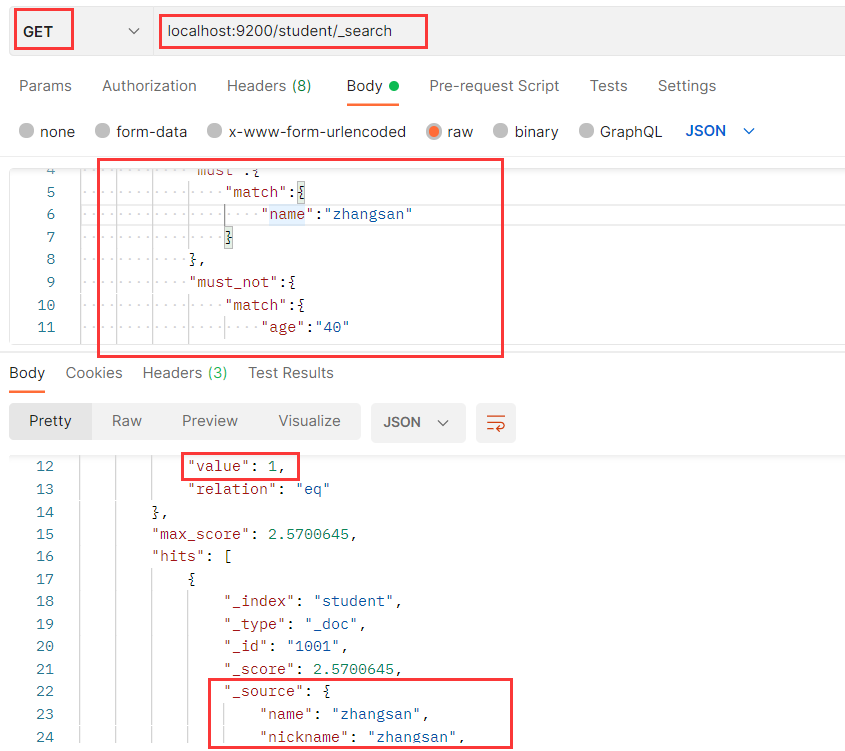 GET
localhost:9200/student/_search
Params Authorization Headers (8) Body Pre-request Script Tests Settings
none form-data x-www-form-urlencoded raw binary GraphQL JSON
4 must":{
5 "match":{
6 "name":"zhangsan"
7 }
8 },
9 "must_not":{
10 "match":{
11 "age":"40"
Body Cookies Headers (3) Test Results
Pretty Raw Preview Visualize JSON
12 "value": 1,
13 "relation": "eq"
14 },
15 "max_score": 2.5700645,
16 "hits": [
17 {
18 "_index": "student",
19 "_type": "_doc",
20 "_id": "1001",
21 "_score": 2.5700645,
22 "_source": {
23 "name": "zhangsan",
24 "nickname": "zhangsan",